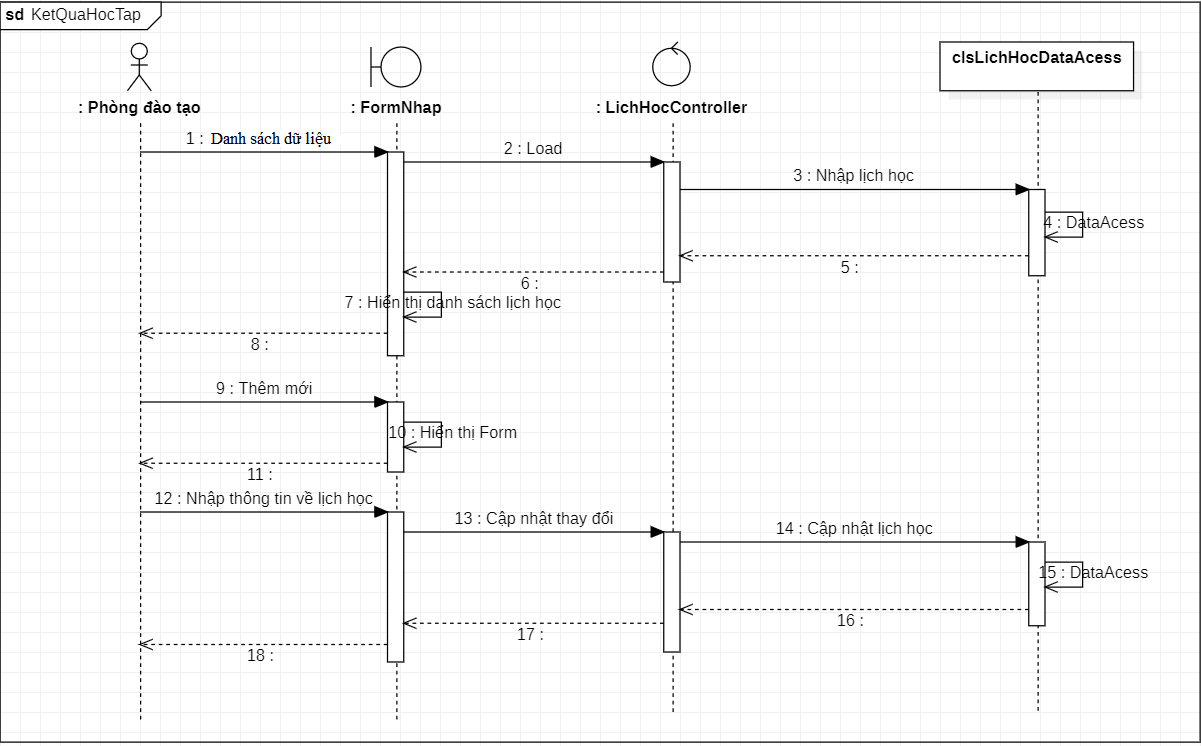 sd KetQuaHocTap
: Phòng đào tạo
: FormNhap
: LichHocController
clsLichHocDataAcess
1 : Danh sách dữ liệu
2 : Load
3 : Nhập lịch học
4 : DataAcess
5 :
6 :
7 : Hiển thị danh sách lịch học
8 :
9 : Thêm mới
10 : Hiển thị Form
11 :
12 : Nhập thông tin về lịch học
13 : Cập nhật thay đổi
14 : Cập nhật lịch học
15 : DataAcess
16 :
17 :
18 :